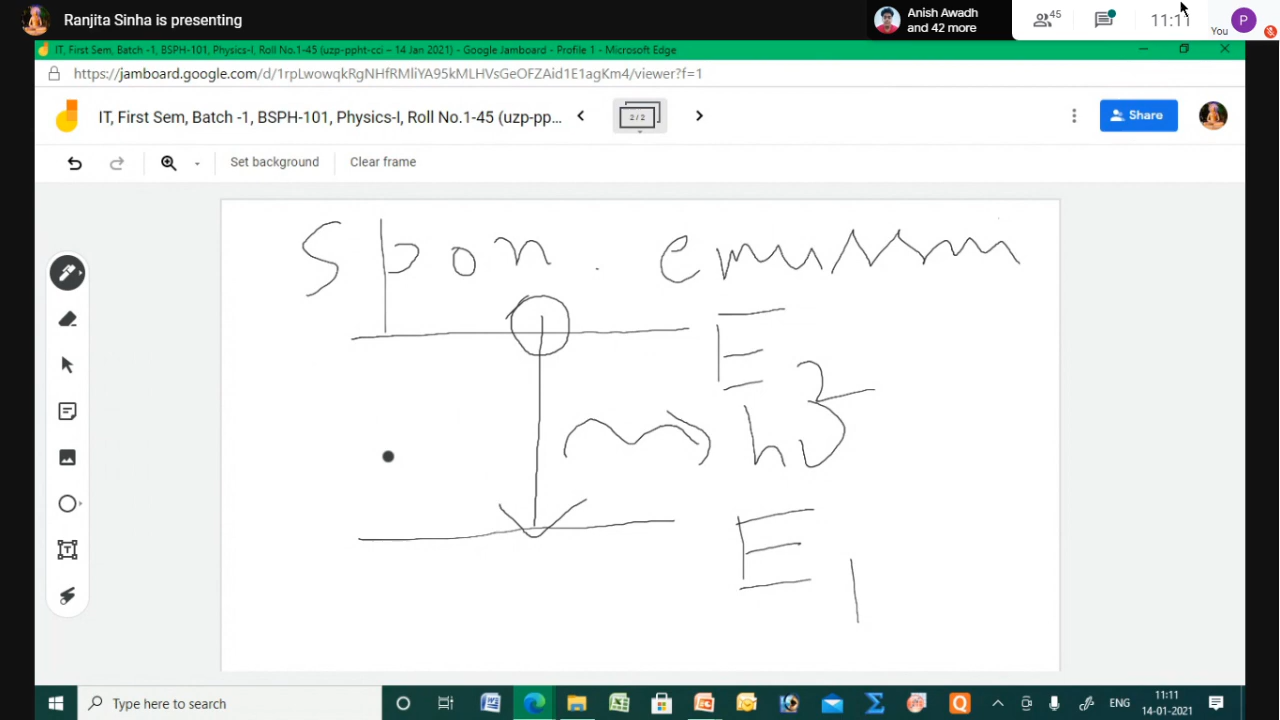 Ranjita Sinha is presenting
Anish Awadh
and 42 more
45
11:11
You
P
IT, First Sem, Batch -1, BSPH-101, Physics-I, Roll No.1-45 (uzp-ppht-cci – 14 Jan 2021) - Google Jamboard - Profile 1 - Microsoft Edge
https://jamboard.google.com/d/1rpLwowqkRgNHfRMliYA95kMLHVsGeOFZAid1E1agKm4/viewer?f=1
IT, First Sem, Batch -1, BSPH-101, Physics-I, Roll No.1-45 (uzp-pp...
2 / 2
Share
Set background
Clear frame
Spon. emission
E2
hν
E1
Type here to search
ENG
11:11
14-01-2021